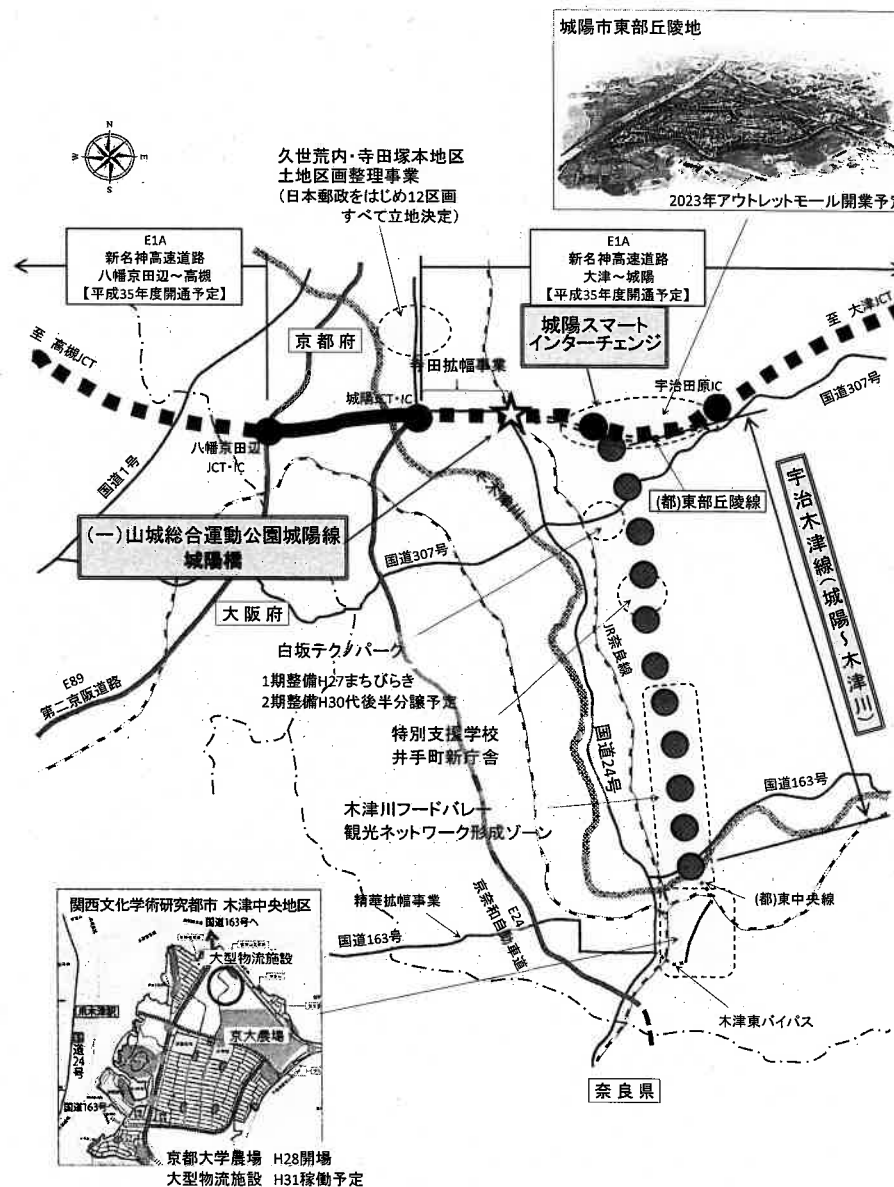 城陽市東部丘陵地
2023年アウトレットモール開業予定
N
W
E
S
久世荒内・寺田塚本地区
土地区画整理事業
(日本郵政をはじめ12区画
すべて立地決定)
E1A
新名神高速道路
八幡京田辺~高槻
【平成35年度開通予定】
E1A
新名神高速道路
大津~城陽
【平成35年度開通予定】
京都府
城陽スマート
インターチェンジ
至 高槻JCT
至 大津JCT
寺田拡幅事業
城陽JCT・IC
宇治田原IC
国道307号
八幡京田辺
JCT・IC
国道1号
木津川
(都)東部丘陵線
(一)山城総合運動公園城陽線
城陽橋
国道307号
宇治木津線(城陽~木津川)
大阪府
JR奈良線
白坂テクノパーク
1期整備H27まちびらき
2期整備H30代後半分譲予定
E89
第二京阪道路
特別支援学校
井手町新庁舎
国道24号
国道163号
木津川フードバレー
観光ネットワーク形成ゾーン
(都)東中央線
精華拡幅事業
国道163号
E24
京奈和自動車道
木津東バイパス
奈良県
関西文化学術研究都市 木津中央地区
国道163号へ
大型物流施設
京大農場
国道24号
国道163号へ
京都大学農場 H28開場
大型物流施設 H31稼働予定